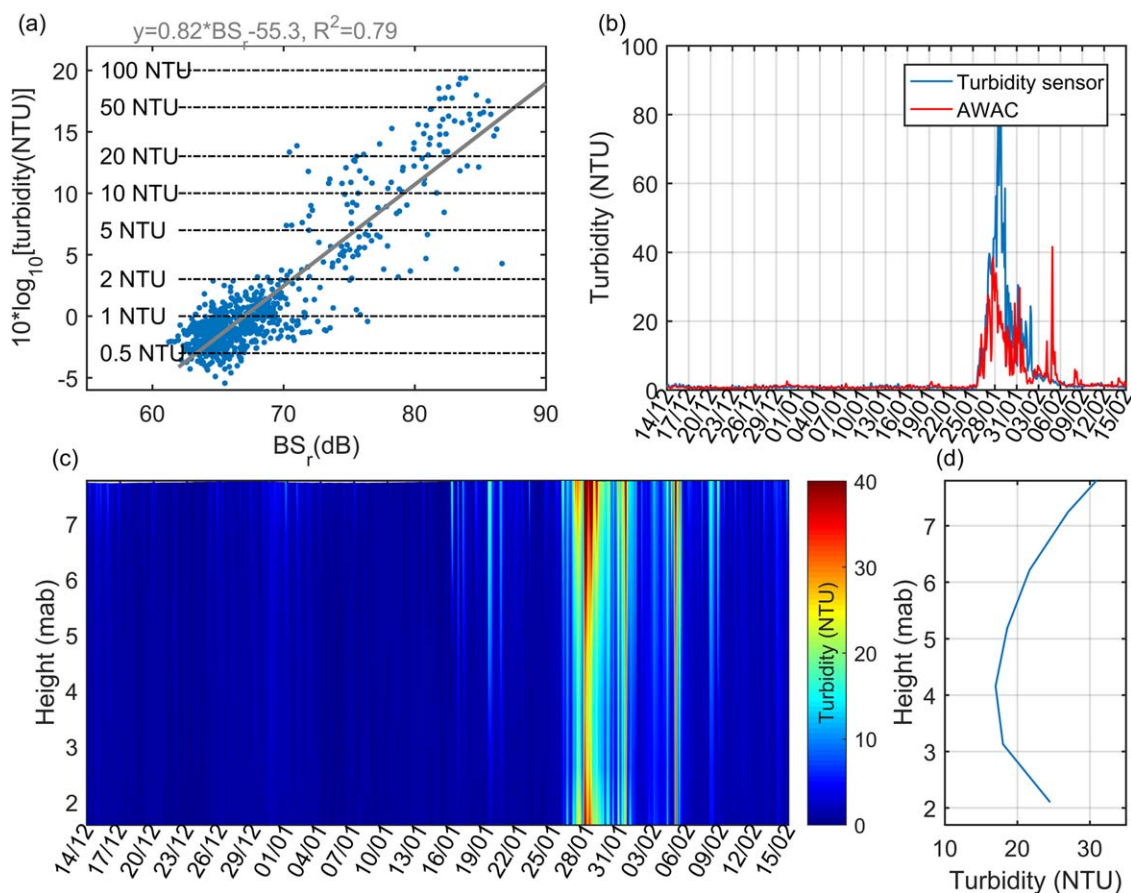 (a)
y=0.82*BS_r-55.3, R²=0.79
10*log₁₀[turbidity(NTU)]
20
15
10
5
0
-5
100 NTU
50 NTU
20 NTU
10 NTU
5 NTU
2 NTU
1 NTU
0.5 NTU
60 70 80 90
BS_r(dB)
(b)
Turbidity (NTU)
100
80
60
40
20
0
Turbidity sensor
AWAC
14/12 17/12 20/12 23/12 26/12 29/12 01/01 04/01 07/01 10/01 13/01 16/01 19/01 22/01 25/01 28/01 31/01 03/02 06/02 09/02 12/02 15/02
(c)
Height (mab)
7
6
5
4
3
2
14/12 17/12 20/12 23/12 26/12 29/12 01/01 04/01 07/01 10/01 13/01 16/01 19/01 22/01 25/01 28/01 31/01 03/02 06/02 09/02 12/02 15/02
40
30
20
10
0
Turbidity (NTU)
(d)
Height (mab)
7
6
5
4
3
2
10 20 30
Turbidity (NTU)